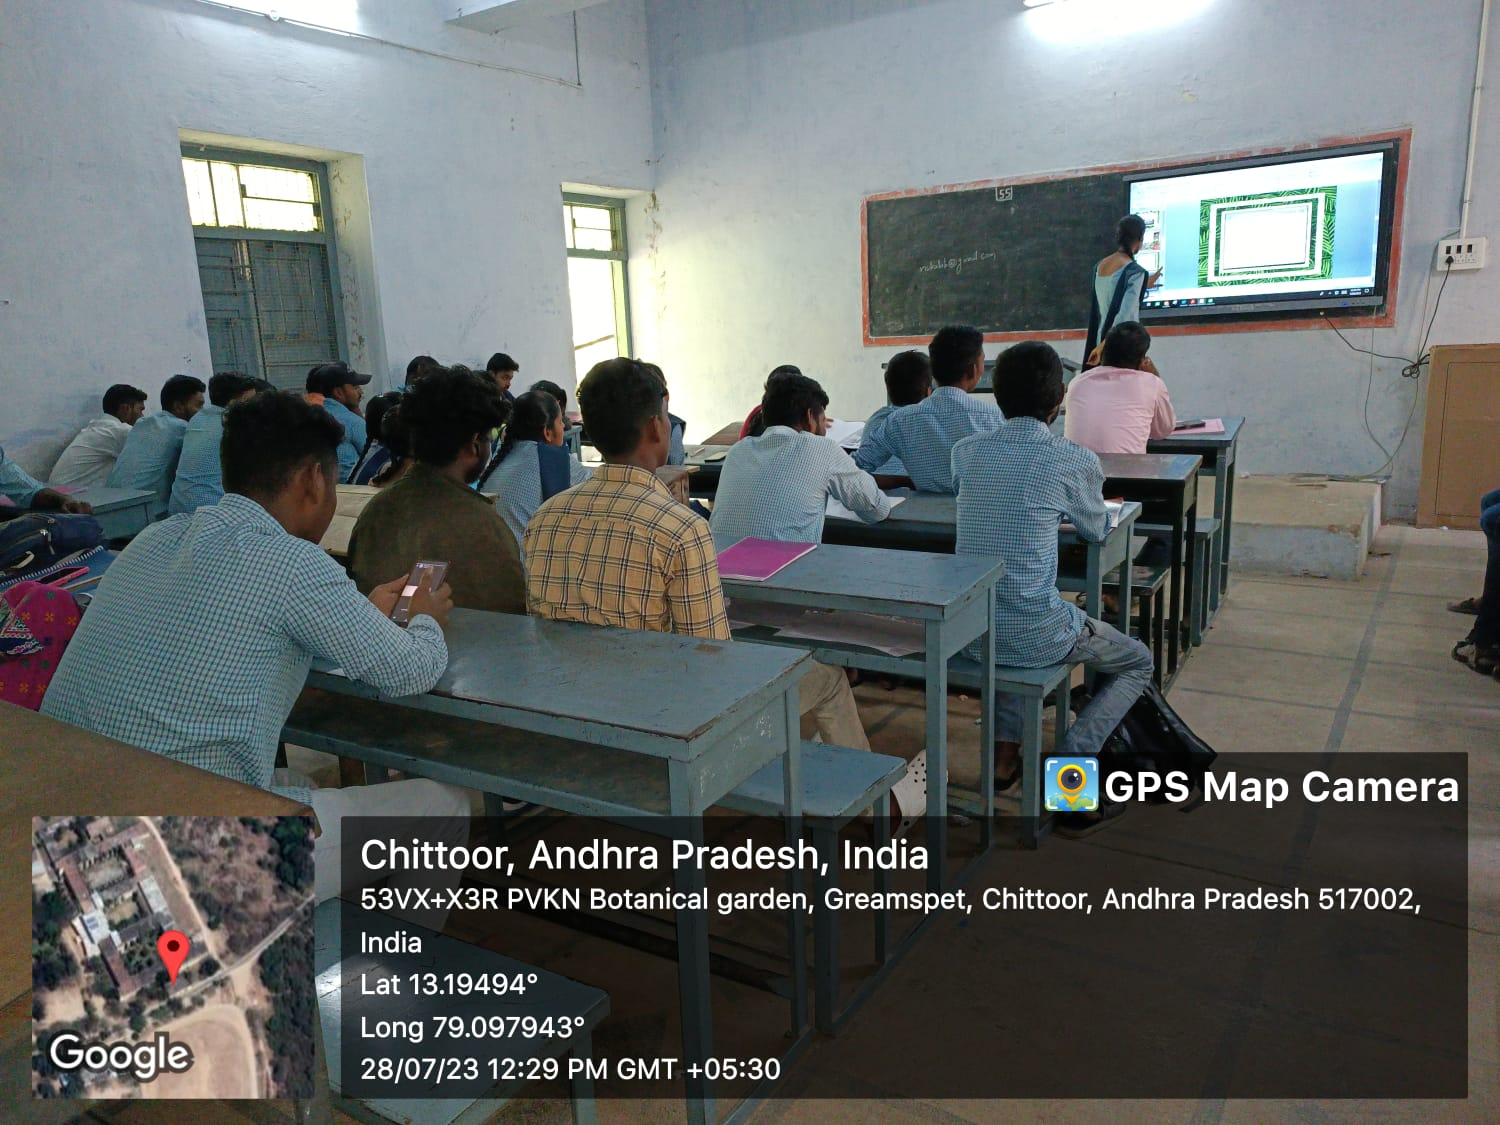 55
GPS Map Camera
Chittoor, Andhra Pradesh, India
53VX+X3R PVKN Botanical garden, Greamspet, Chittoor, Andhra Pradesh 517002,
India
Lat 13.19494°
Long 79.097943°
28/07/23 12:29 PM GMT +05:30
Google